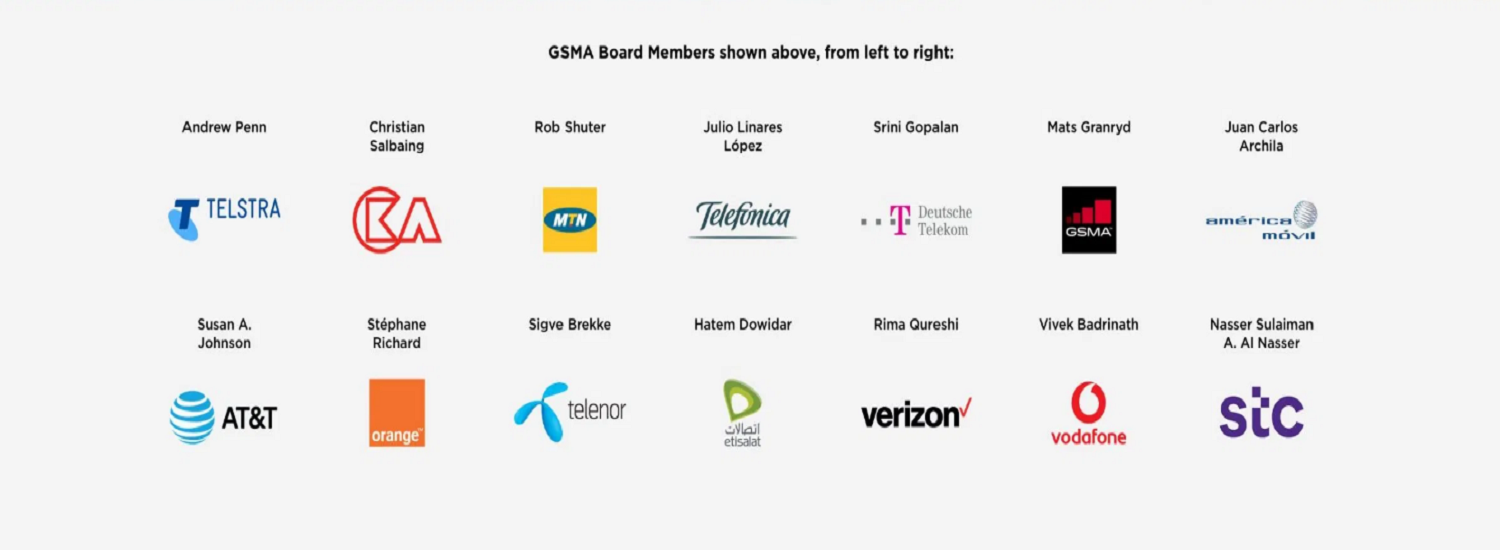 GSMA Board Members shown above, from left to right:
Andrew Penn
Christian
Salbaing
Rob Shuter
Julio Linares
López
Srini Gopalan
Mats Granryd
Juan Carlos
Archila
T TELSTRA
MTN
Telefónica
T Deutsche
Telekom
GSMA
américa
móvil
Susan A.
Johnson
Stéphane
Richard
Sigve Brekke
Hatem Dowidar
Rima Qureshi
Vivek Badrinath
Nasser Sulaiman
A. Al Nasser
AT&T
orange™
telenor
اتصالات
etisalat
verizon✓
vodafone
stc